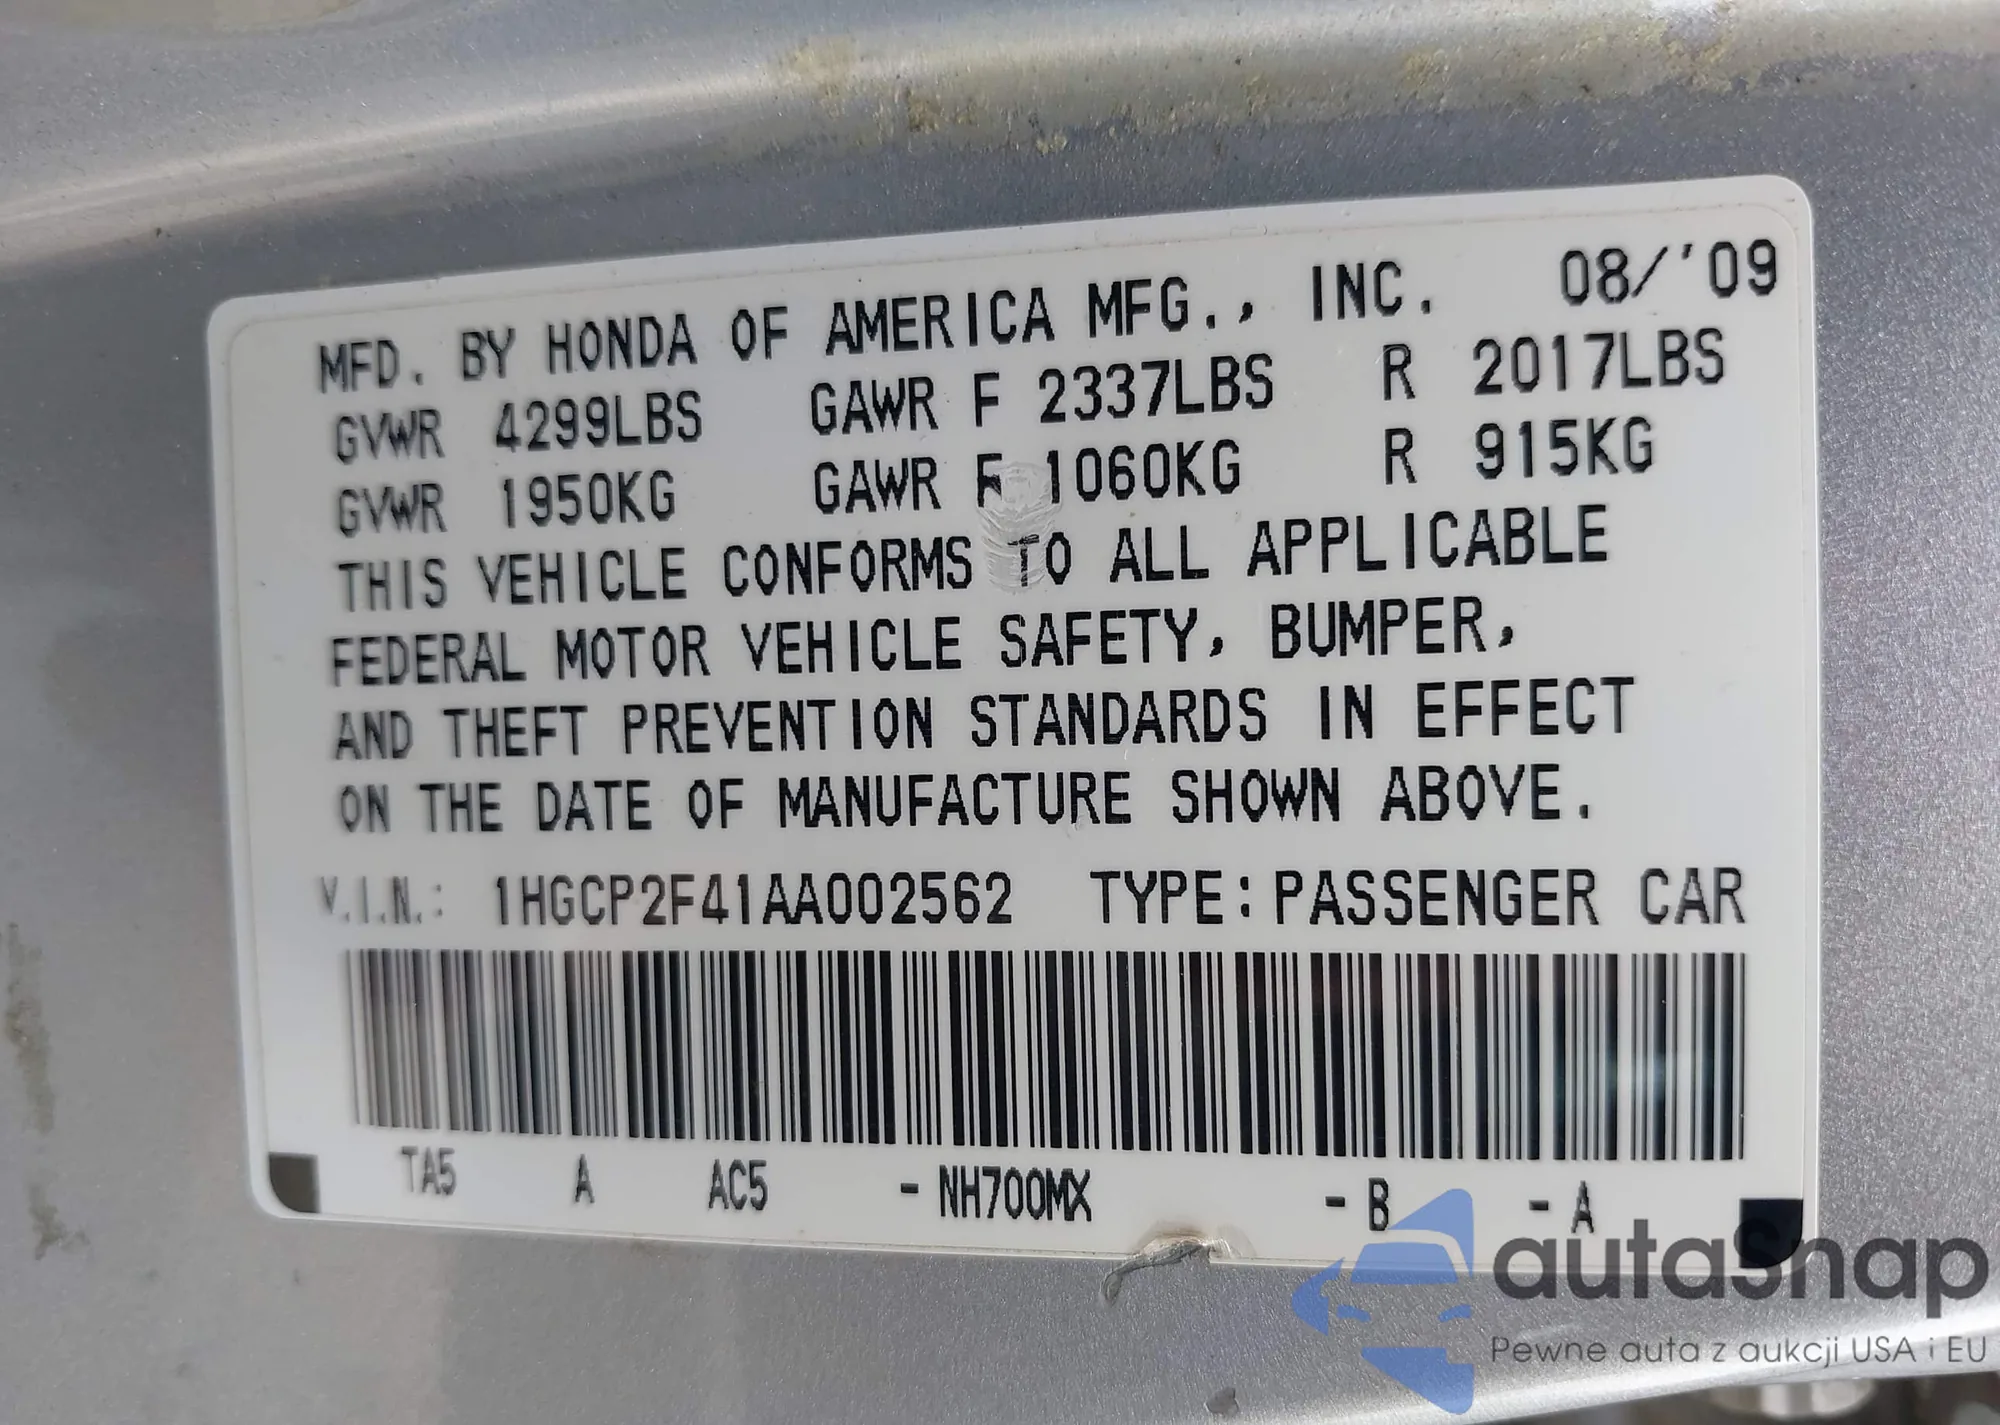 MFD. BY HONDA OF AMERICA MFG., INC. 08/'09
GVWR 4299LBS GAWR F 2337LBS R 2017LBS
GVWR 1950KG GAWR F 1060KG R 915KG
THIS VEHICLE CONFORMS TO ALL APPLICABLE
FEDERAL MOTOR VEHICLE SAFETY, BUMPER,
AND THEFT PREVENTION STANDARDS IN EFFECT
ON THE DATE OF MANUFACTURE SHOWN ABOVE.
V.I.N.: 1HGCP2F41AA002562 TYPE:PASSENGER CAR
TA5 A AC5 -NH700MX -B -A
autaSnap
Pewne auta z aukcji USA i EU